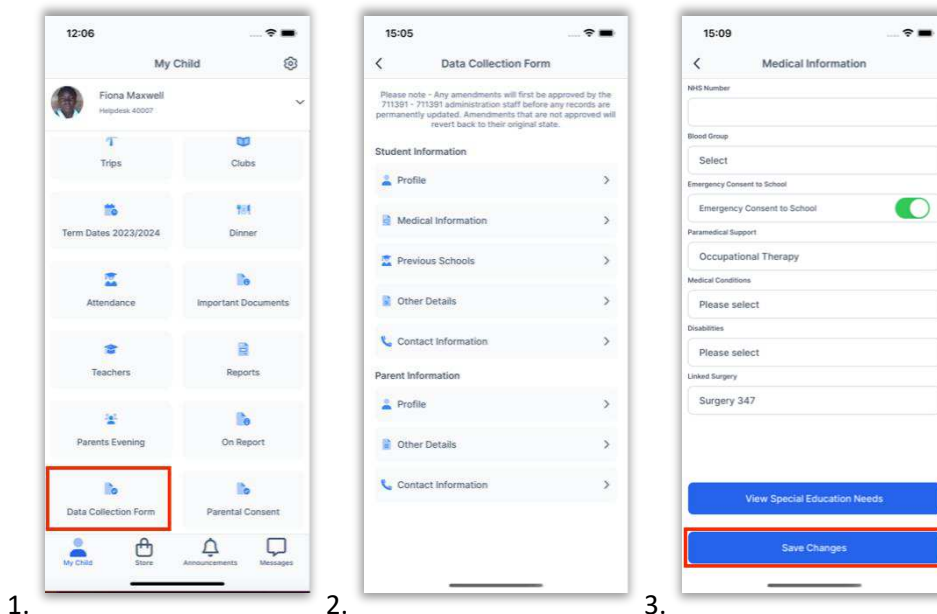 12:06
My Child
Fiona Maxwell
Helpdesk 40007
Trips
Clubs
Term Dates 2023/2024
Dinner
Attendance
Important Documents
Teachers
Reports
Parents Evening
On Report
Data Collection Form
Parental Consent
My Child
Store
Announcements
Messages
1.
15:05
Data Collection Form
Please note - Any amendments will first be approved by the
711391 - 711391 administration staff before any records are
permanently updated. Amendments that are not approved will
revert back to their original state.
Student Information
Profile
Medical Information
Previous Schools
Other Details
Contact Information
Parent Information
Profile
Other Details
Contact Information
2.
15:09
Medical Information
NHS Number
Blood Group
Select
Emergency Consent to School
Emergency Consent to School
Paramedical Support
Occupational Therapy
Medical Conditions
Please select
Disabilities
Please select
Linked Surgery
Surgery 347
View Special Education Needs
Save Changes
3.